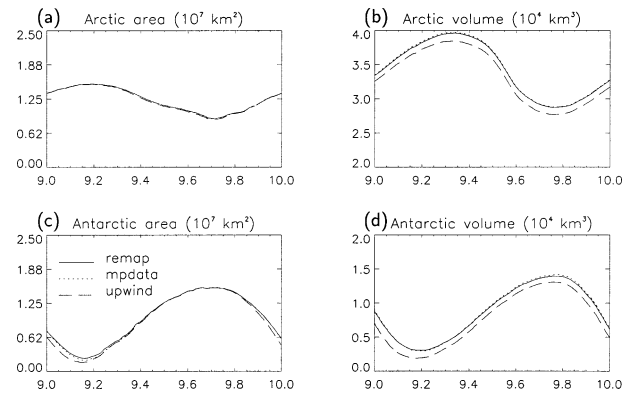 (a) Arctic area (10⁷ km²)
2.50
1.88
1.25
0.62
0.00
9.0 9.2 9.4 9.6 9.8 10.0
(b) Arctic volume (10⁴ km³)
4.0
3.5
3.0
2.5
2.0
9.0 9.2 9.4 9.6 9.8 10.0
(c) Antarctic area (10⁷ km²)
2.50
1.88
1.25
0.62
0.00
remap
mpdata
upwind
9.0 9.2 9.4 9.6 9.8 10.0
(d) Antarctic volume (10⁴ km³)
2.0
1.5
1.0
0.5
0.0
9.0 9.2 9.4 9.6 9.8 10.0